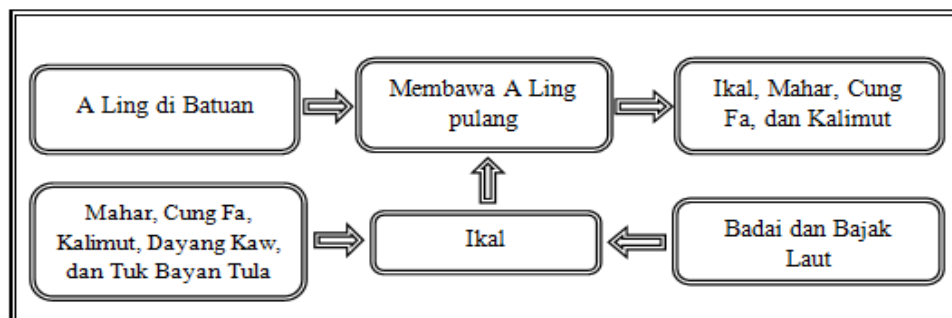 A Ling di Batuan
Membawa A Ling
pulang
Ikal, Mahar, Cung
Fa, dan Kalimut
Mahar, Cung Fa,
Kalimut, Dayang Kaw,
dan Tuk Bayan Tula
Ikal
Badai dan Bajak
Laut